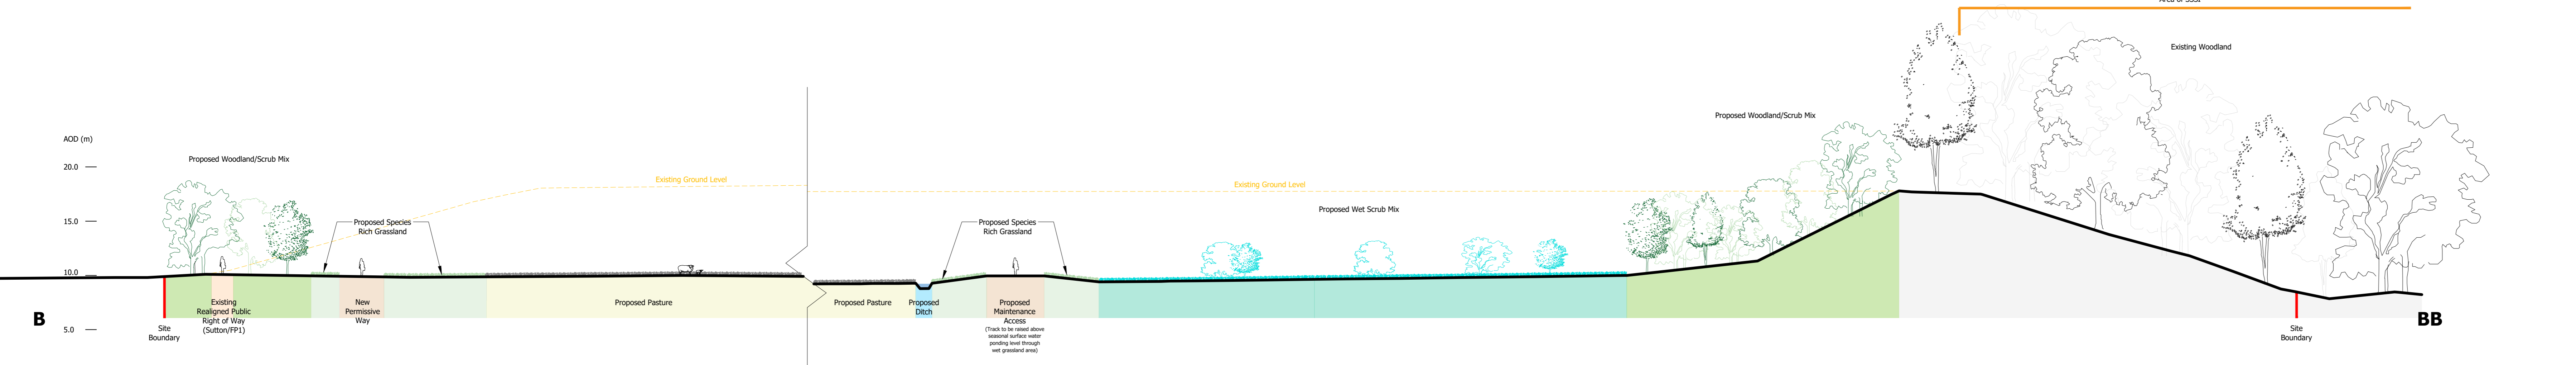 Area of SSSI
Existing Woodland
Proposed Woodland/Scrub Mix
AOD (m)
20.0
15.0
10.0
5.0
Proposed Woodland/Scrub Mix
Existing Ground Level
Existing Ground Level
Proposed Wet Scrub Mix
Proposed Species
Rich Grassland
Proposed Species
Rich Grassland
B
Site
Boundary
Existing
Realigned Public
Right of Way
(Sutton/FP1)
New
Permissive
Way
Proposed Pasture
Proposed Pasture
Proposed
Ditch
Proposed
Maintenance
Access
(Track to be raised above
seasonal surface water
ponding level through
wet grassland area)
Site
Boundary
BB